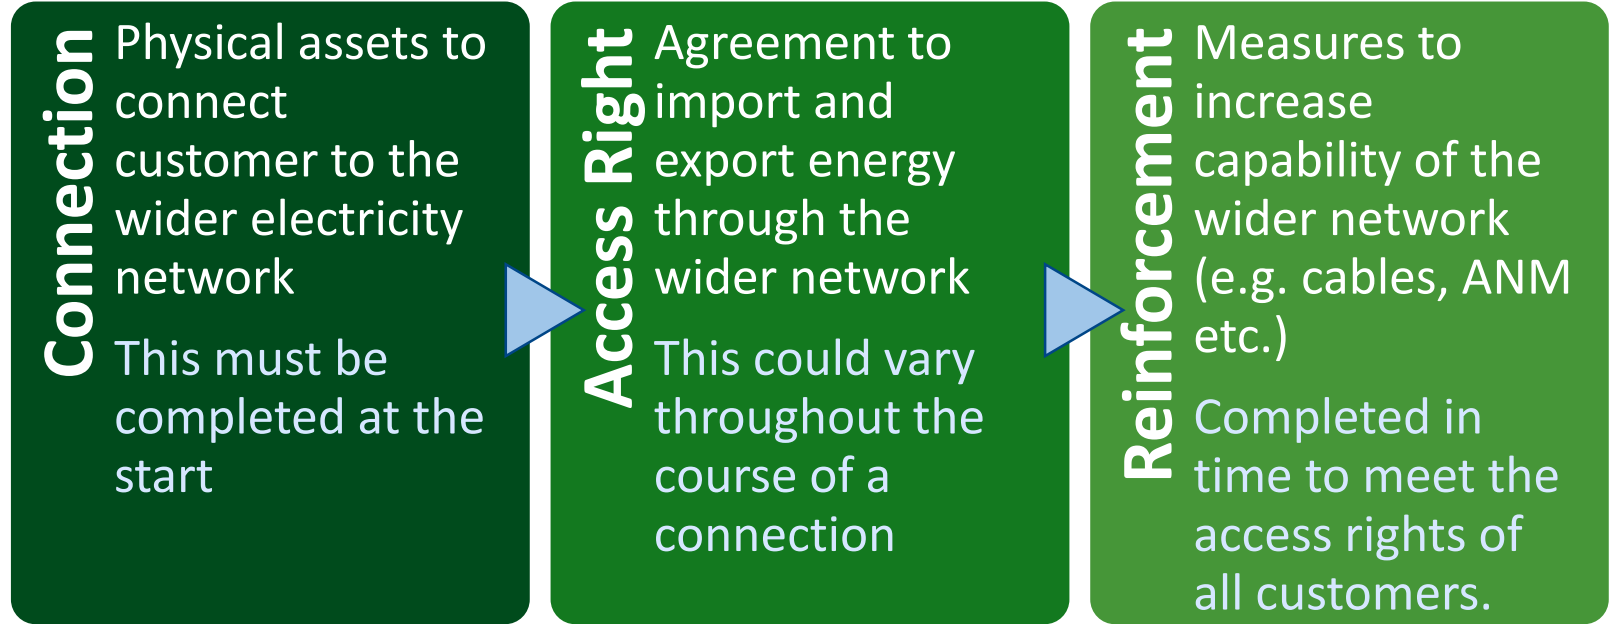 Connection
Physical assets to
connect
customer to the
wider electricity
network
This must be
completed at the
start
Access Right
Agreement to
import and
export energy
through the
wider network
This could vary
throughout the
course of a
connection
Reinforcement
Measures to
increase
capability of the
wider network
(e.g. cables, ANM
etc.)
Completed in
time to meet the
access rights of
all customers.